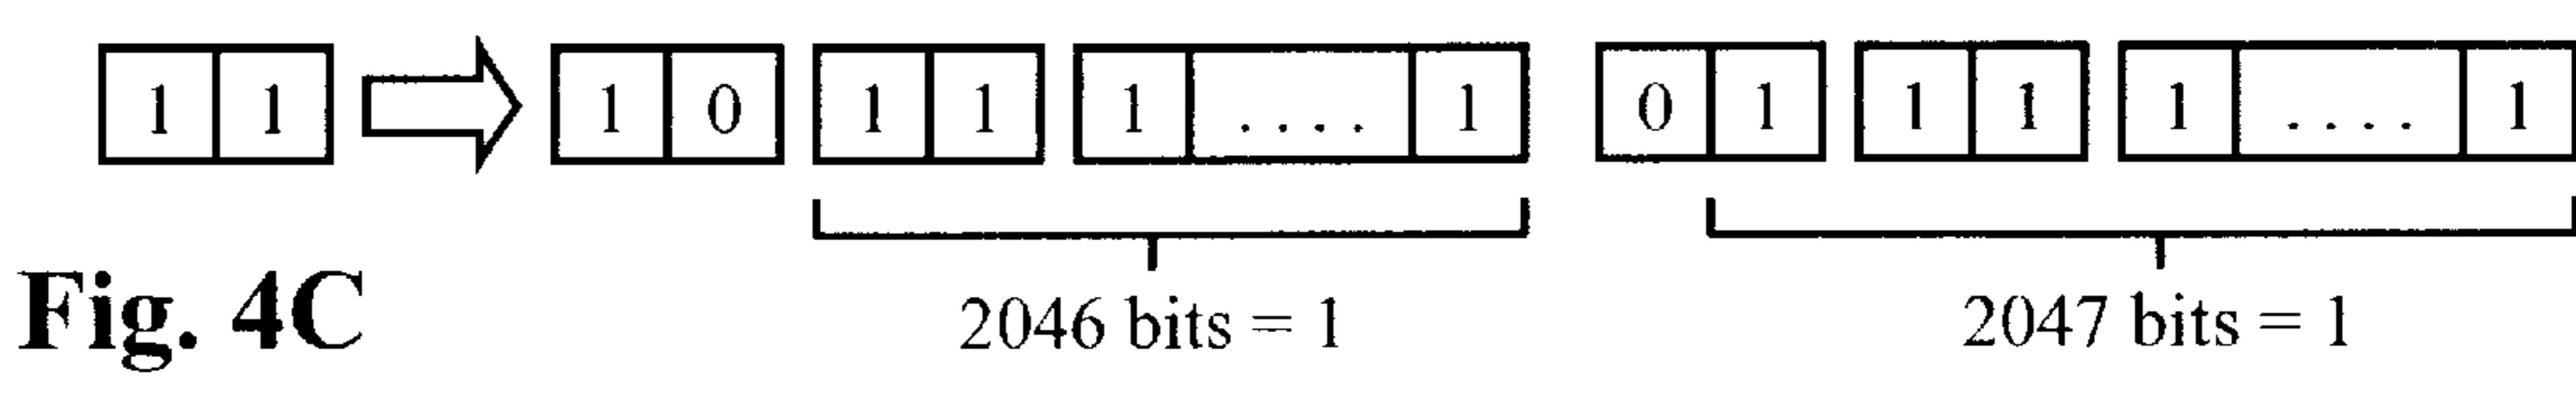 1 1 1 0 1 1 1 .... 1 0 1 1 1 1 .... 1
2046 bits = 1 2047 bits = 1
Fig. 4C